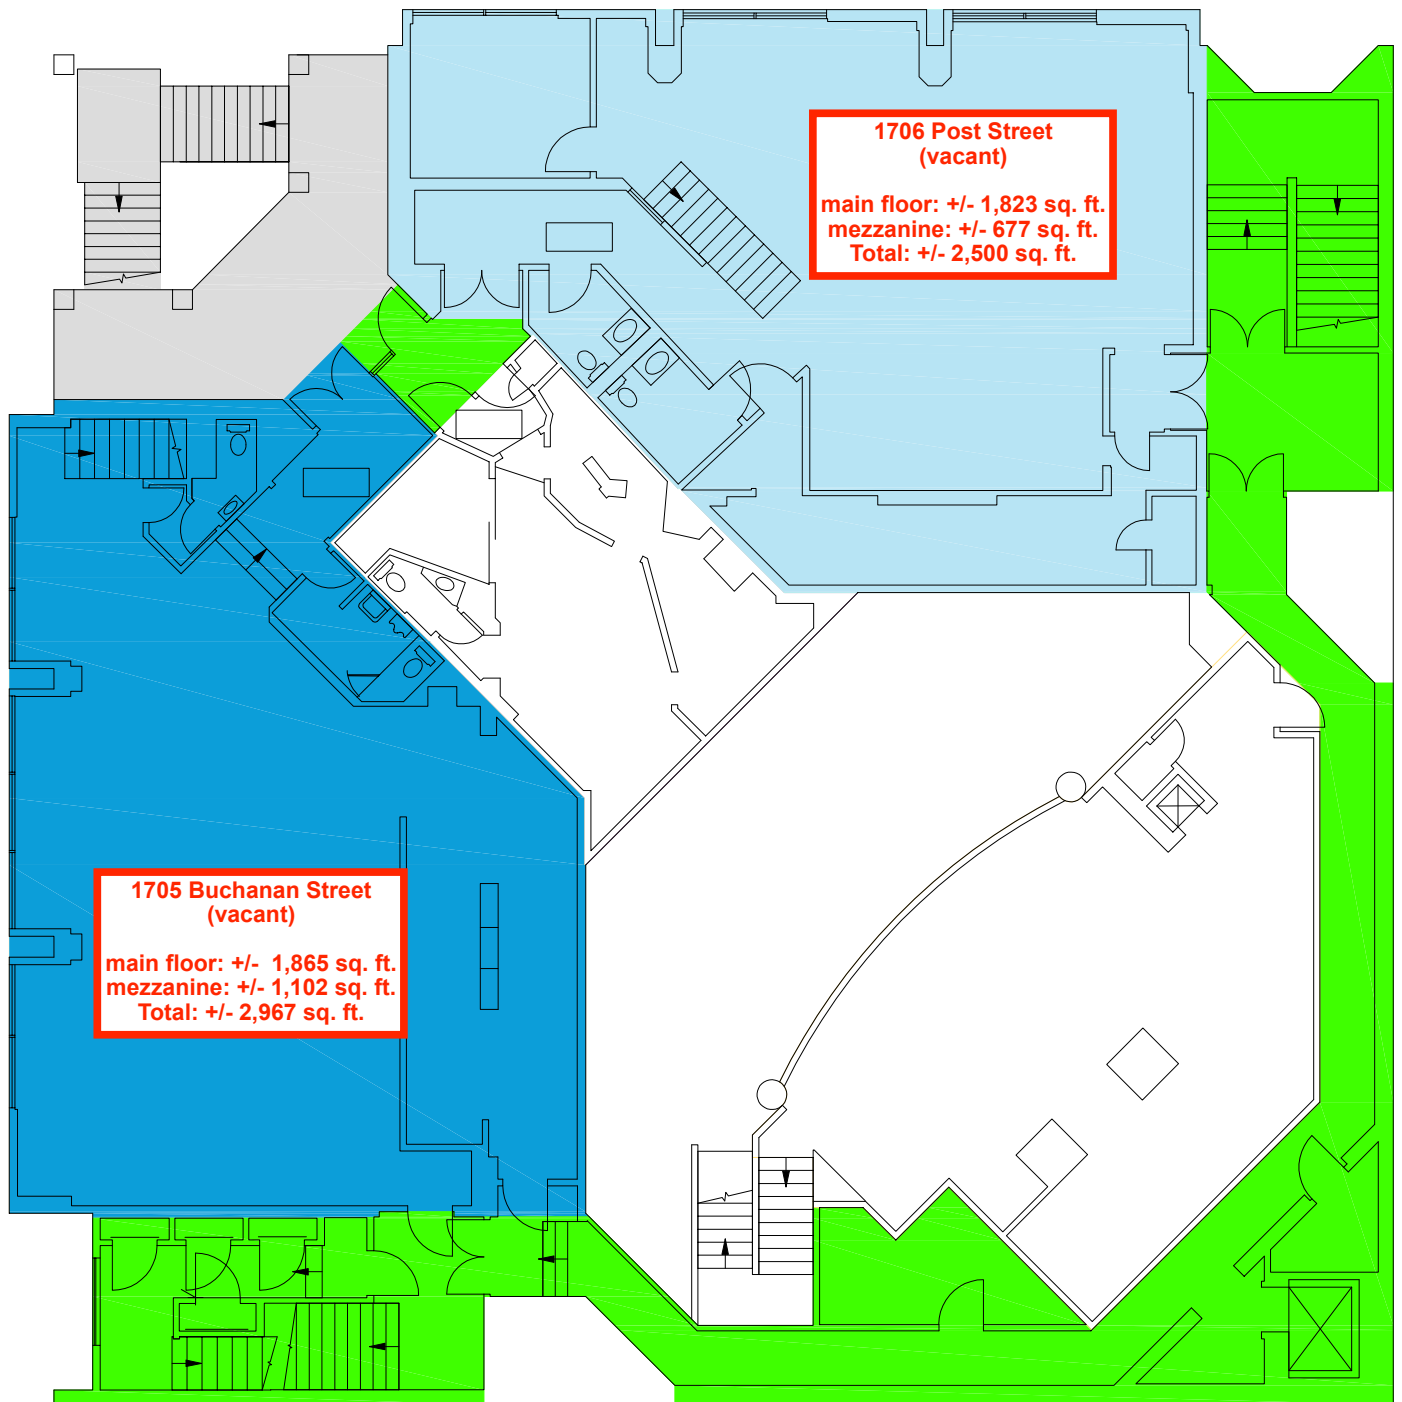 1706 Post Street
(vacant)
main floor: +/- 1,823 sq. ft.
mezzanine: +/- 677 sq. ft.
Total: +/- 2,500 sq. ft.
1705 Buchanan Street
(vacant)
main floor: +/-  1,865 sq. ft.
mezzanine: +/- 1,102 sq. ft.
Total: +/- 2,967 sq. ft.